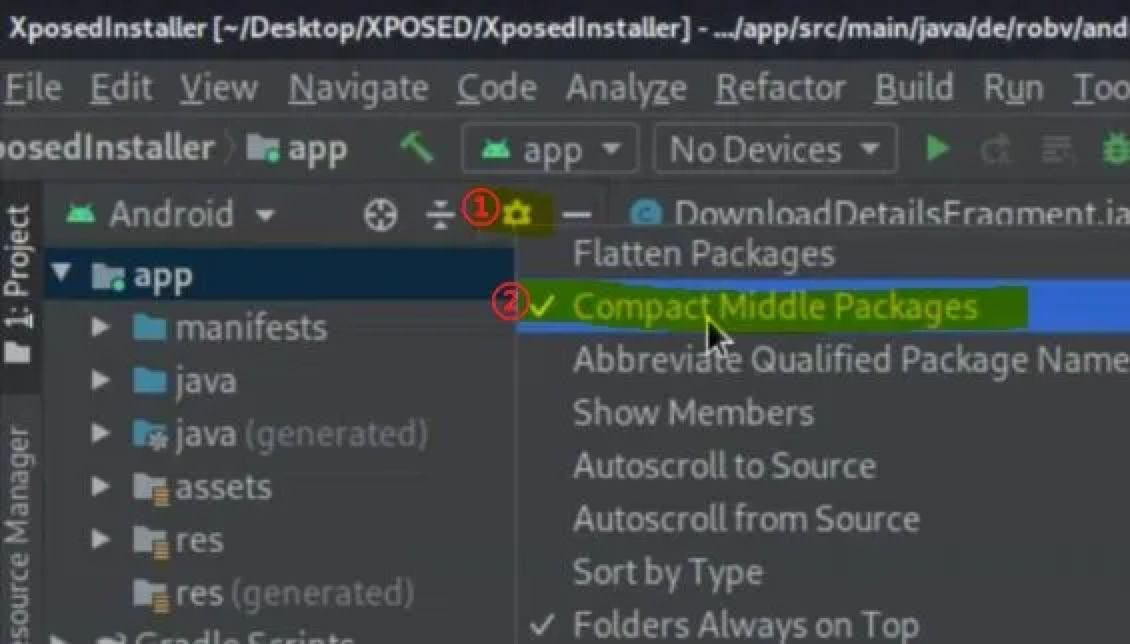 XposedInstaller [~/Desktop/XPOSED/XposedInstaller] - .../app/src/main/java/de/robv/and
File Edit View Navigate Code Analyze Refactor Build Run Too
posedInstaller app app No Devices
Android ① DownloadDetailsFragment.ja
1: Project
app
manifests
java
java (generated)
assets
res
res (generated)
Gradle Scripts
esource Manager
Flatten Packages
② Compact Middle Packages
Abbreviate Qualified Package Name
Show Members
Autoscroll to Source
Autoscroll from Source
Sort by Type
Folders Always on Top